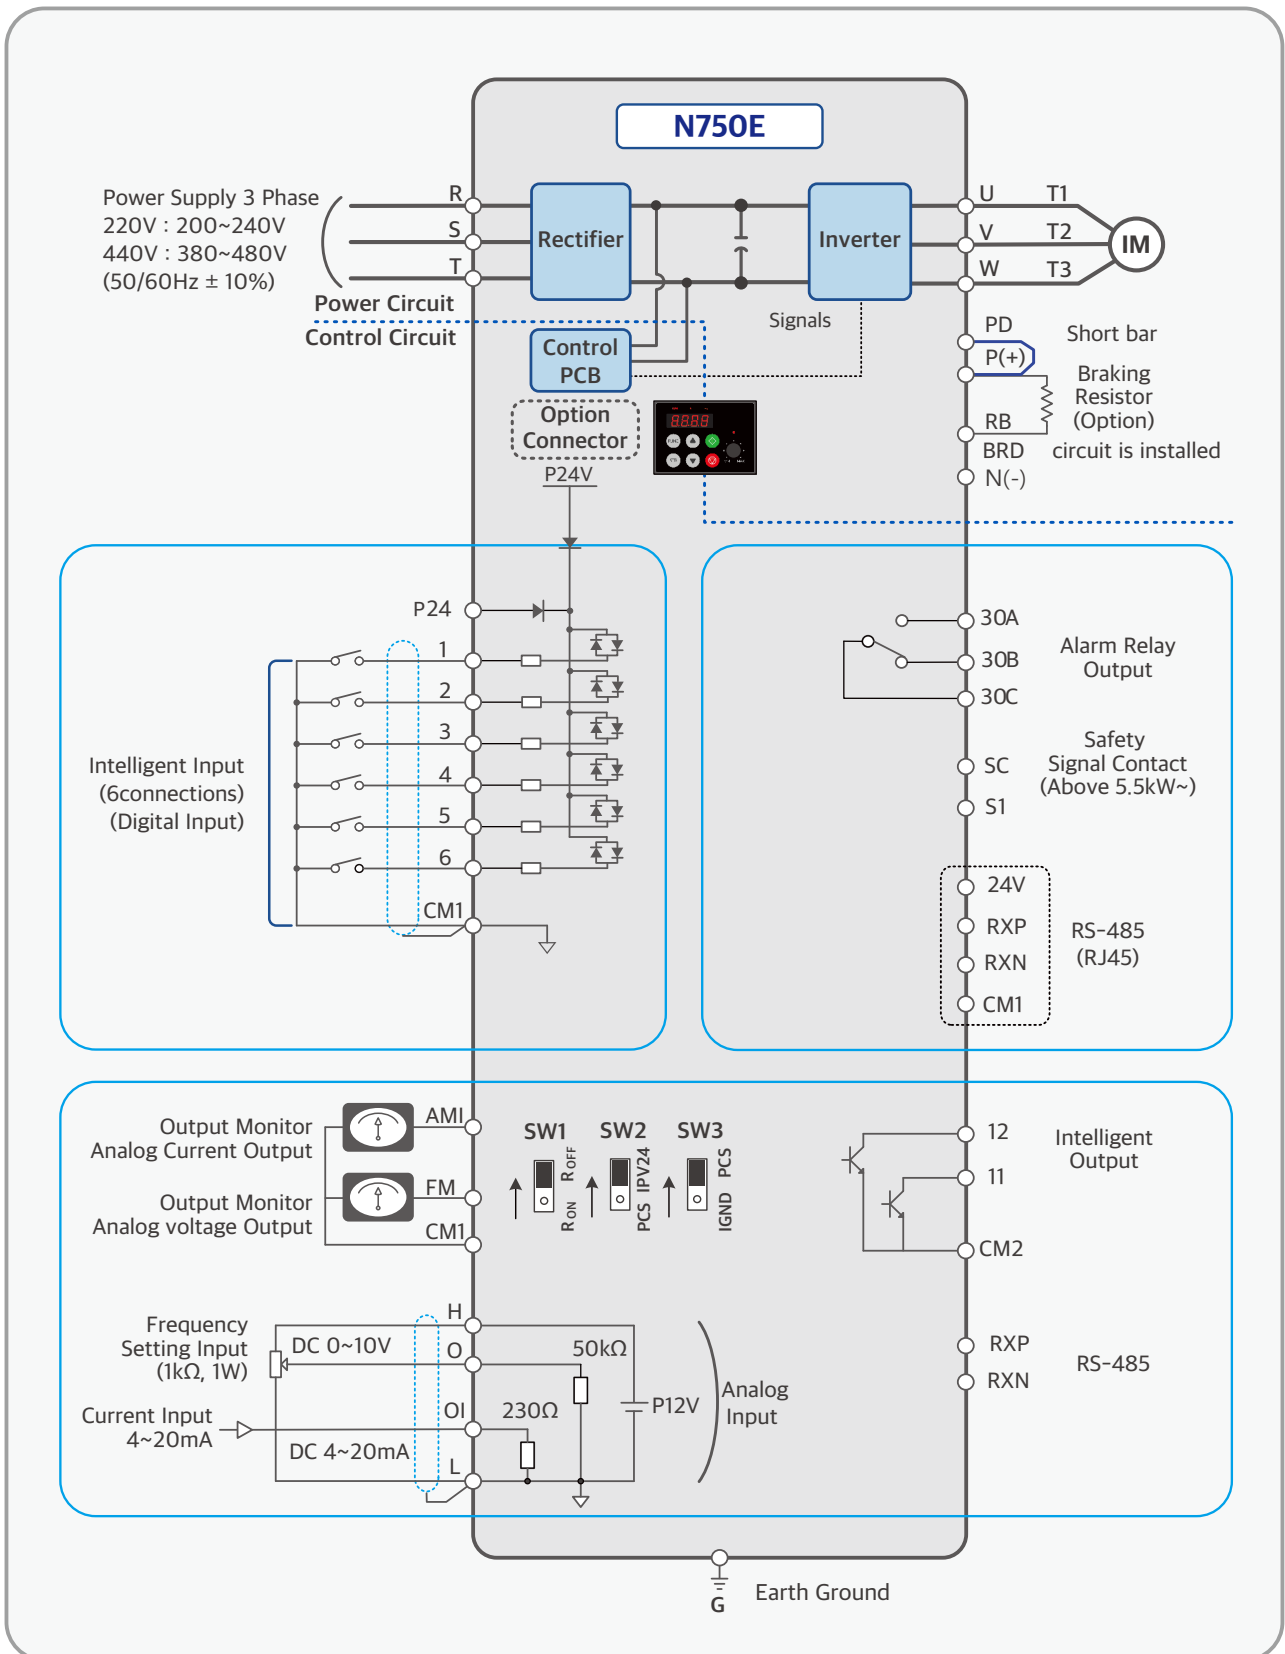 N750E
Power Supply 3 Phase
220V : 200~240V
440V : 380~480V
(50/60Hz ± 10%)
R
S
T
Rectifier
Inverter
U
V
W
T1
T2
T3
IM
Power Circuit
Control Circuit
Signals
Control
PCB
Option
Connector
PD
P(+)
RB
BRD
N(-)
Short bar
Braking
Resistor
(Option)
circuit is installed
P24V
P24
1
2
3
4
5
6
CM1
Intelligent Input
(6connections)
(Digital Input)
30A
30B
30C
Alarm Relay
Output
SC
S1
Safety
Signal Contact
(Above 5.5kW~)
24V
RXP
RXN
CM1
RS-485
(RJ45)
Output Monitor
Analog Current Output
AMI
Output Monitor
Analog voltage Output
FM
CM1
SW1
SW2
SW3
R ON
R OFF
PCS
IPV24
IGND
PCS
12
11
CM2
Intelligent
Output
Frequency
Setting Input
(1kΩ, 1W)
DC 0~10V
H
O
OI
L
Current Input
4~20mA
DC 4~20mA
230Ω
50kΩ
P12V
Analog
Input
RXP
RXN
RS-485
G
Earth Ground